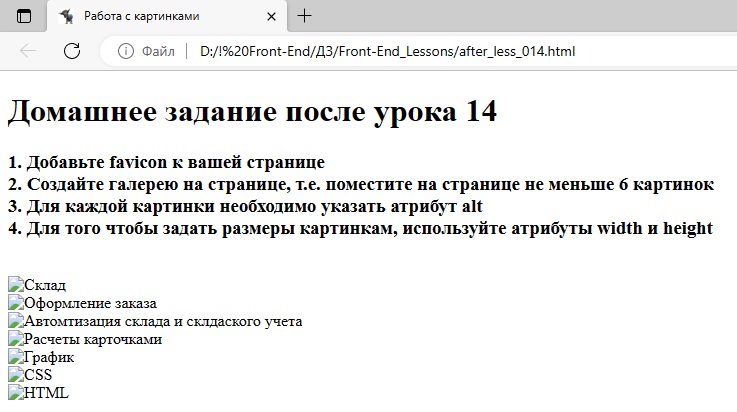 Работа с картинками
Файл D:/!%20Front-End/ДЗ/Front-End_Lessons/after_less_014.html
Домашнее задание после урока 14
1. Добавьте favicon к вашей странице
2. Создайте галерею на странице, т.е. поместите на странице не меньше 6 картинок
3. Для каждой картинки необходимо указать атрибут alt
4. Для того чтобы задать размеры картинкам, используйте атрибуты width и height
Склад
Оформление заказа
Автомтизация склада и склдаского учета
Расчеты карточками
График
CSS
HTML